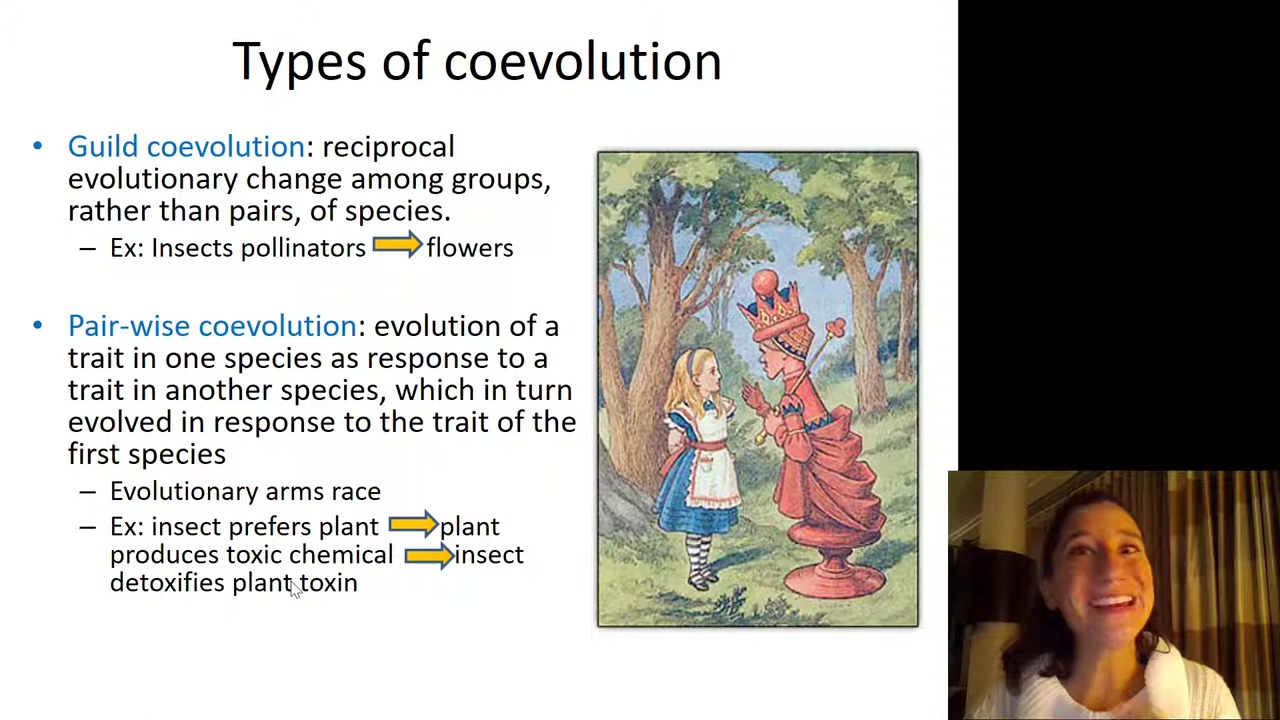 Types of coevolution
• Guild coevolution: reciprocal
evolutionary change among groups,
rather than pairs, of species.
– Ex: Insects pollinators flowers
• Pair-wise coevolution: evolution of a
trait in one species as response to a
trait in another species, which in turn
evolved in response to the trait of the
first species
– Evolutionary arms race
– Ex: insect prefers plant plant
produces toxic chemical insect
detoxifies plant toxin